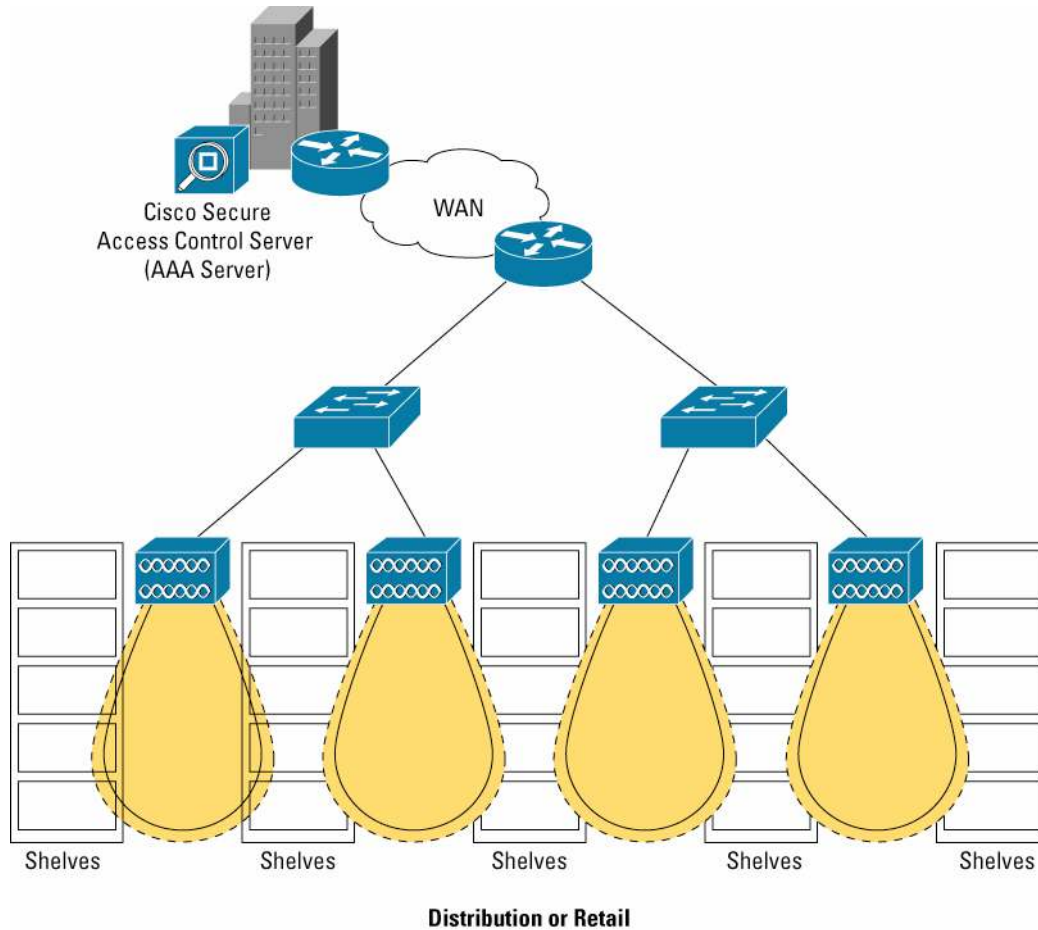 Cisco Secure
Access Control Server
(AAA Server)
WAN
Shelves
Shelves
Shelves
Shelves
Shelves
Distribution or Retail